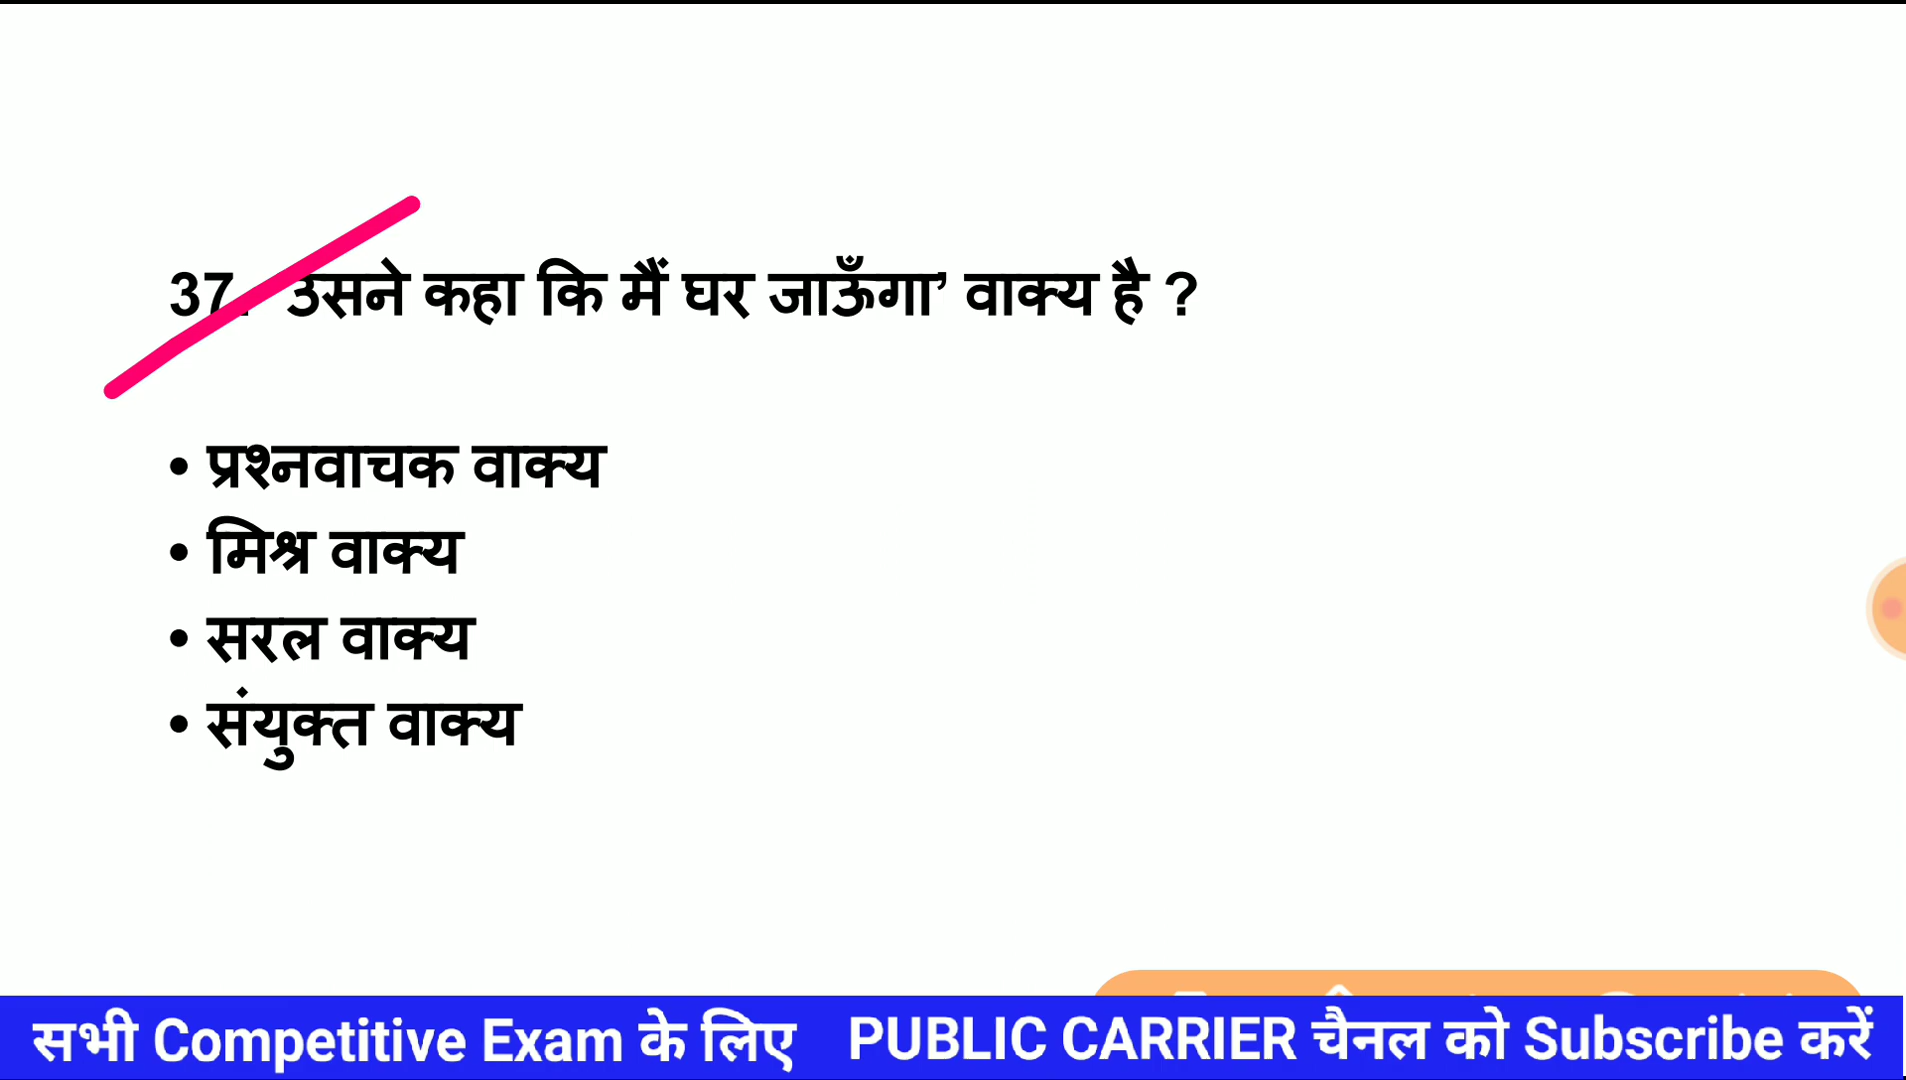 37. उसने कहा कि मैं घर जाऊँगा’ वाक्य है ?
• प्रश्नवाचक वाक्य
• मिश्र वाक्य
• सरल वाक्य
• संयुक्त वाक्य
सभी Competitive Exam के लिए PUBLIC CARRIER चैनल को Subscribe करें